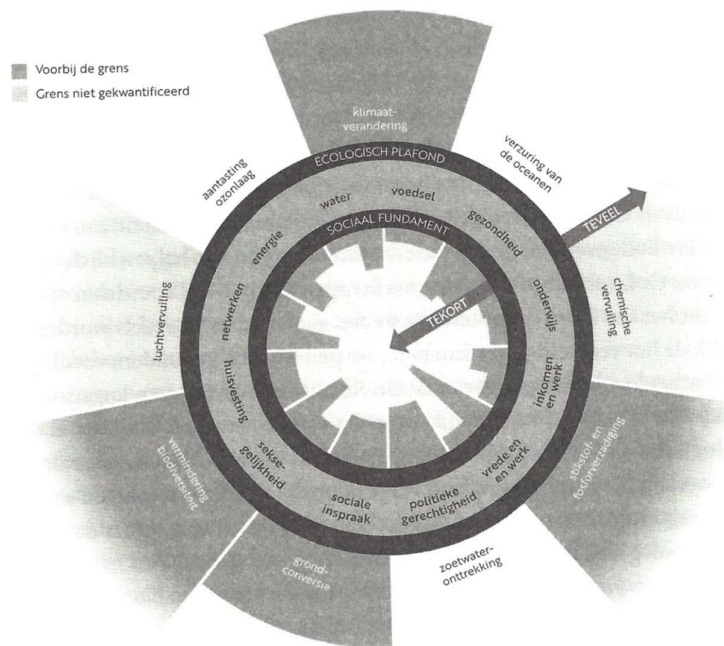 Voorbij de grens
Grens niet gekwantificeerd
klimaat-
verandering
ECOLOGISCH PLAFOND
aantasting
ozonlaag
verzuring van
de oceanen
water
voedsel
SOCIAAL FUNDAMENT
energie
gezondheid
TEVEEL
TEKORT
netwerken
onderwijs
luchtvervuiling
chemische
vervuiling
huisvesting
inkomen
en werk
sekse-
gelijkheid
vrede en
en werk
sociale
inspraak
politieke
gerechtigheid
vermindering
biodiversiteit
stikstof- en
fosforverzadiging
grond-
conversie
zoetwater-
onttrekking